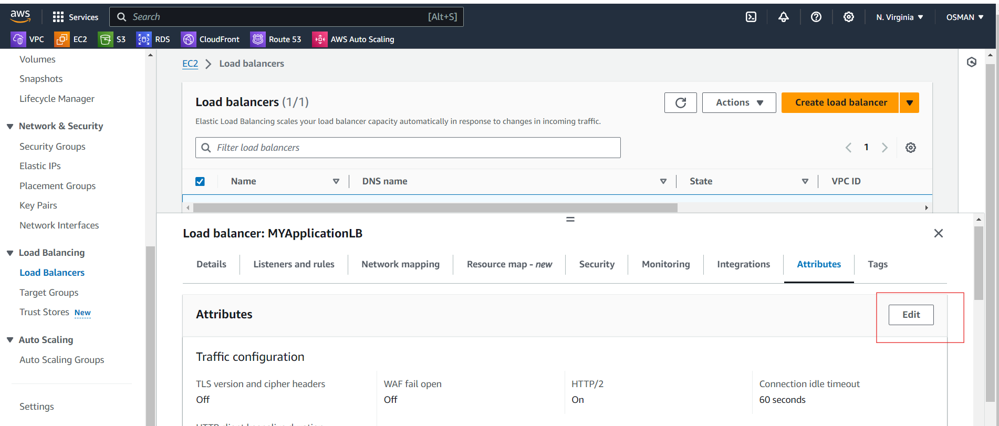 aws
Services
Search
[Alt+S]
N. Virginia
OSMAN
VPC
EC2
S3
RDS
CloudFront
Route 53
AWS Auto Scaling
Volumes
Snapshots
Lifecycle Manager
Network & Security
Security Groups
Elastic IPs
Placement Groups
Key Pairs
Network Interfaces
Load Balancing
Load Balancers
Target Groups
Trust Stores New
Auto Scaling
Auto Scaling Groups
Settings
EC2 > Load balancers
Load balancers (1/1)
Actions
Create load balancer
Elastic Load Balancing scales your load balancer capacity automatically in response to changes in incoming traffic.
Filter load balancers
1
Name
DNS name
State
VPC ID
Load balancer: MYApplicationLB
Details
Listeners and rules
Network mapping
Resource map - new
Security
Monitoring
Integrations
Attributes
Tags
Attributes
Edit
Traffic configuration
TLS version and cipher headers
Off
WAF fail open
Off
HTTP/2
On
Connection idle timeout
60 seconds